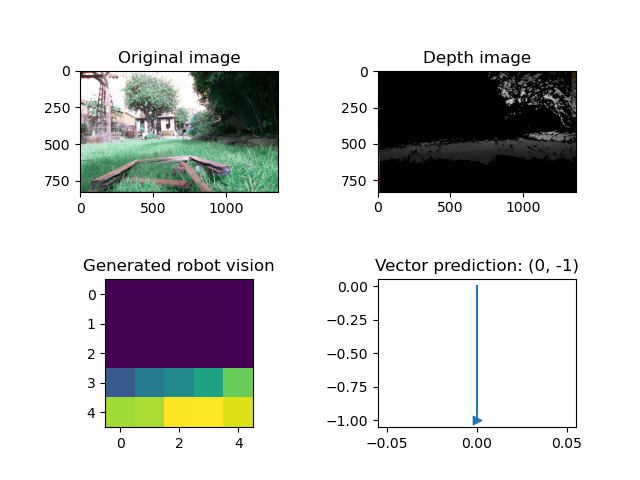 Original image
0
250
500
750
0 500 1000
Depth image
0
250
500
750
0 500 1000
Generated robot vision
0
1
2
3
4
0 2 4
Vector prediction: (0, -1)
0.00
−0.25
−0.50
−0.75
−1.00
−0.05 0.00 0.05